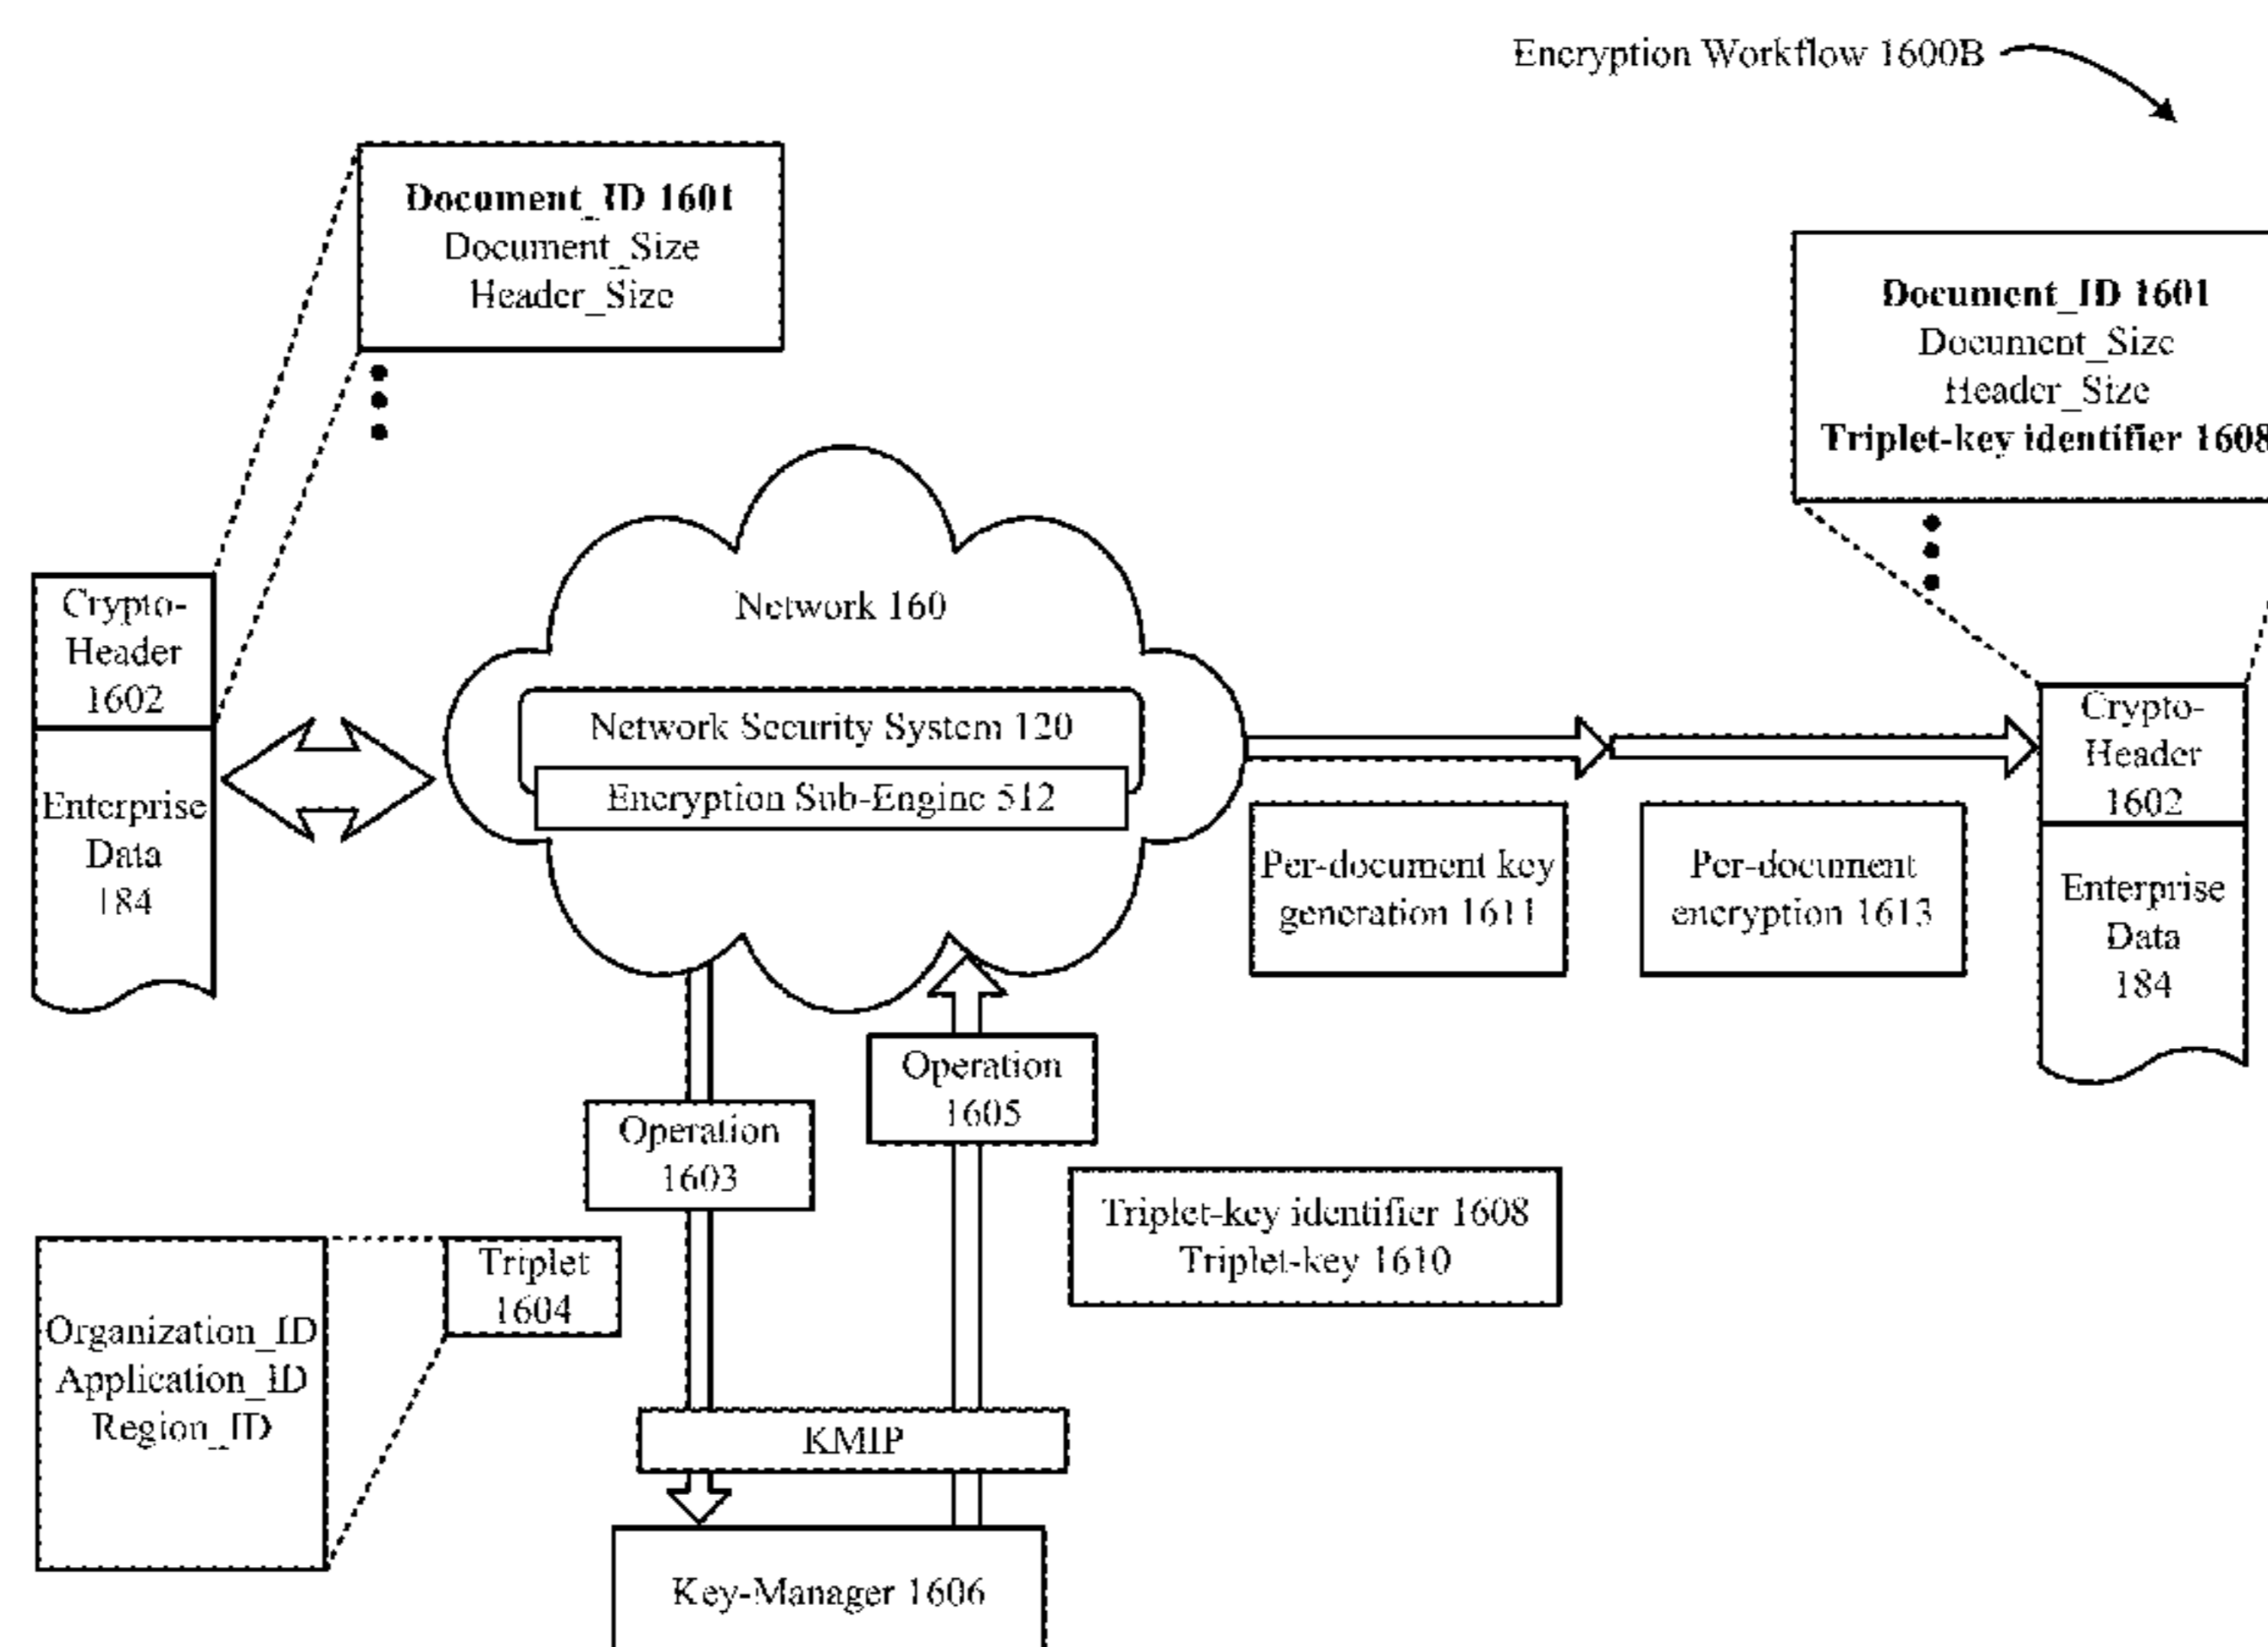 Encryption Workflow 1600B
Document_ID 1601
Document_Size
Header_Size
Document_ID 1601
Document_Size
Header_Size
Triplet-key identifier 1608
Crypto-
Header
1602
Enterprise
Data
184
Network 160
Network Security System 120
Encryption Sub-Engine 512
Per-document key
generation 1611
Per-document
encryption 1613
Crypto-
Header
1602
Enterprise
Data
184
Operation
1603
Operation
1605
Triplet-key identifier 1608
Triplet-key 1610
Triplet
1604
Organization_ID
Application_ID
Region_ID
KMIP
Key-Manager 1606